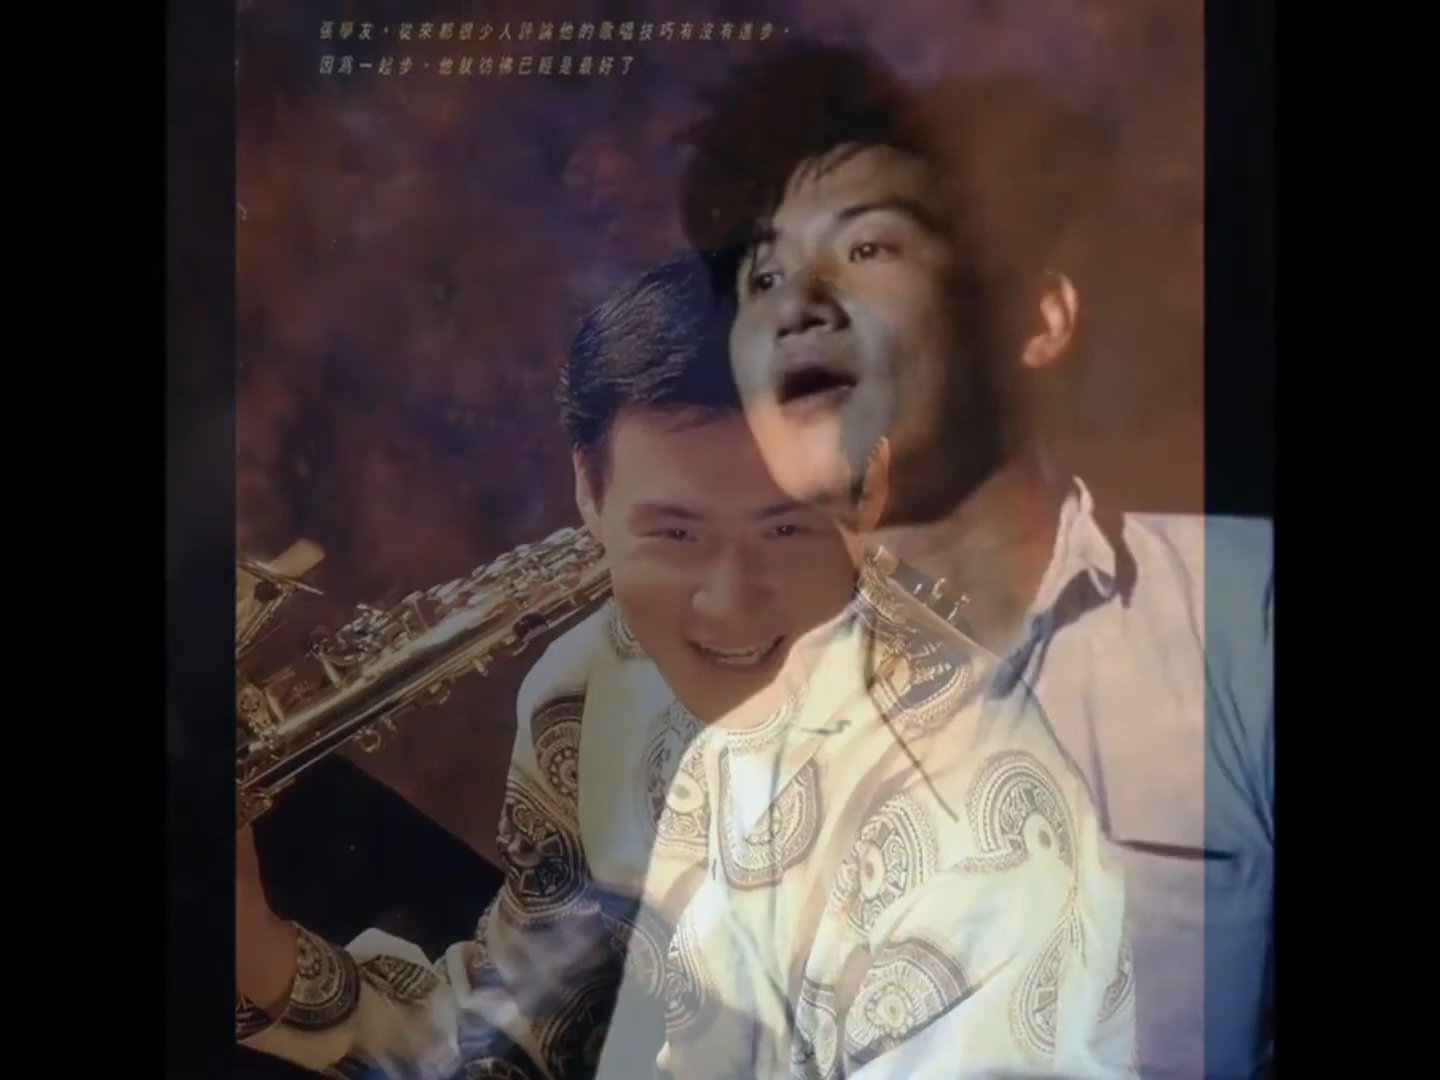 張學友，從來都很少人評論他的歌唱技巧有沒有進步，
因為一起步，他就彷彿已經是最好了